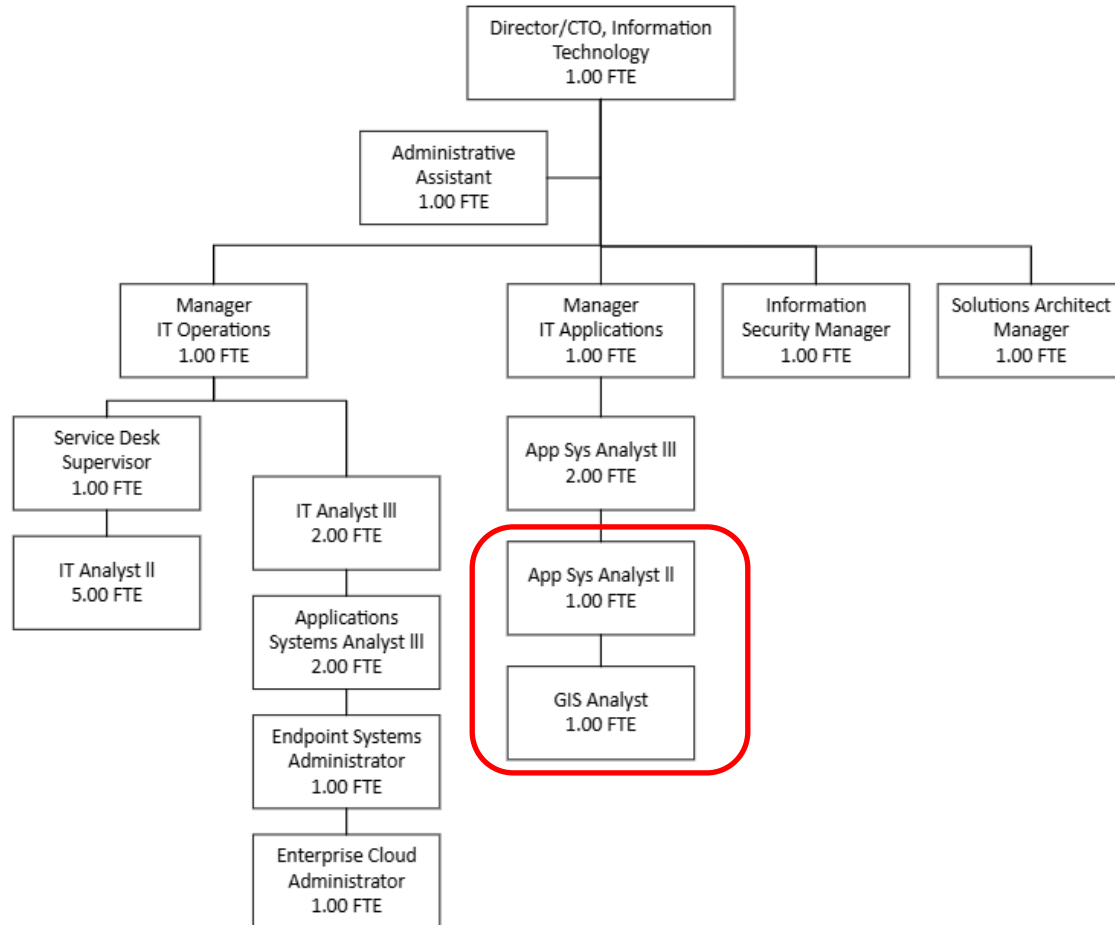 Director/CTO, Information
Technology
1.00 FTE
Administrative
Assistant
1.00 FTE
Manager
IT Operations
1.00 FTE
Manager
IT Applications
1.00 FTE
Information
Security Manager
1.00 FTE
Solutions Architect
Manager
1.00 FTE
Service Desk
Supervisor
1.00 FTE
IT Analyst ll
5.00 FTE
IT Analyst lll
2.00 FTE
Applications
Systems Analyst lll
2.00 FTE
Endpoint Systems
Administrator
1.00 FTE
Enterprise Cloud
Administrator
1.00 FTE
App Sys Analyst lll
2.00 FTE
App Sys Analyst ll
1.00 FTE
GIS Analyst
1.00 FTE